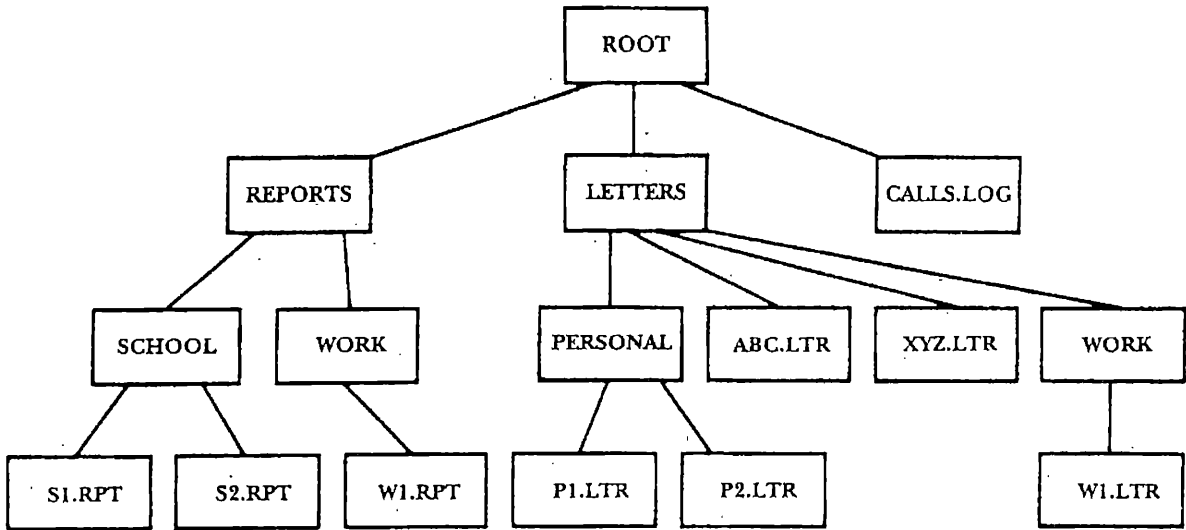 ROOT
REPORTS
LETTERS
CALLS.LOG
SCHOOL
WORK
PERSONAL
ABC.LTR
XYZ.LTR
WORK
S1.RPT
S2.RPT
W1.RPT
P1.LTR
P2.LTR
W1.LTR